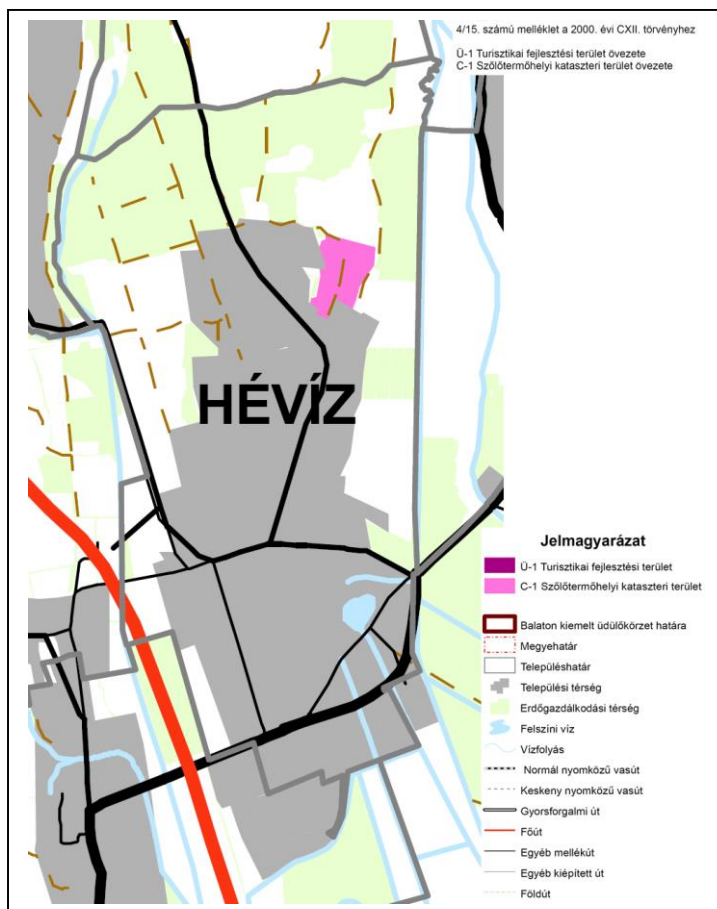 4/15. számú melléklet a 2000. évi CXII. törvényhez
Ü-1 Turisztikai fejlesztési terület övezete
C-1 Szőlőtermőhelyi kataszteri terület övezete
HÉVÍZ
Jelmagyarázat
Ü-1 Turisztikai fejlesztési terület
C-1 Szőlőtermőhelyi kataszteri terület
Balaton kiemelt üdülőkörzet határa
Megyehatár
Településhatár
Települési térség
Erdőgazdálkodási térség
Felszíni víz
Vízfolyás
Normál nyomközű vasút
Keskeny nyomközű vasút
Gyorsforgalmi út
Főút
Egyéb mellékút
Egyéb kiépített út
Földút